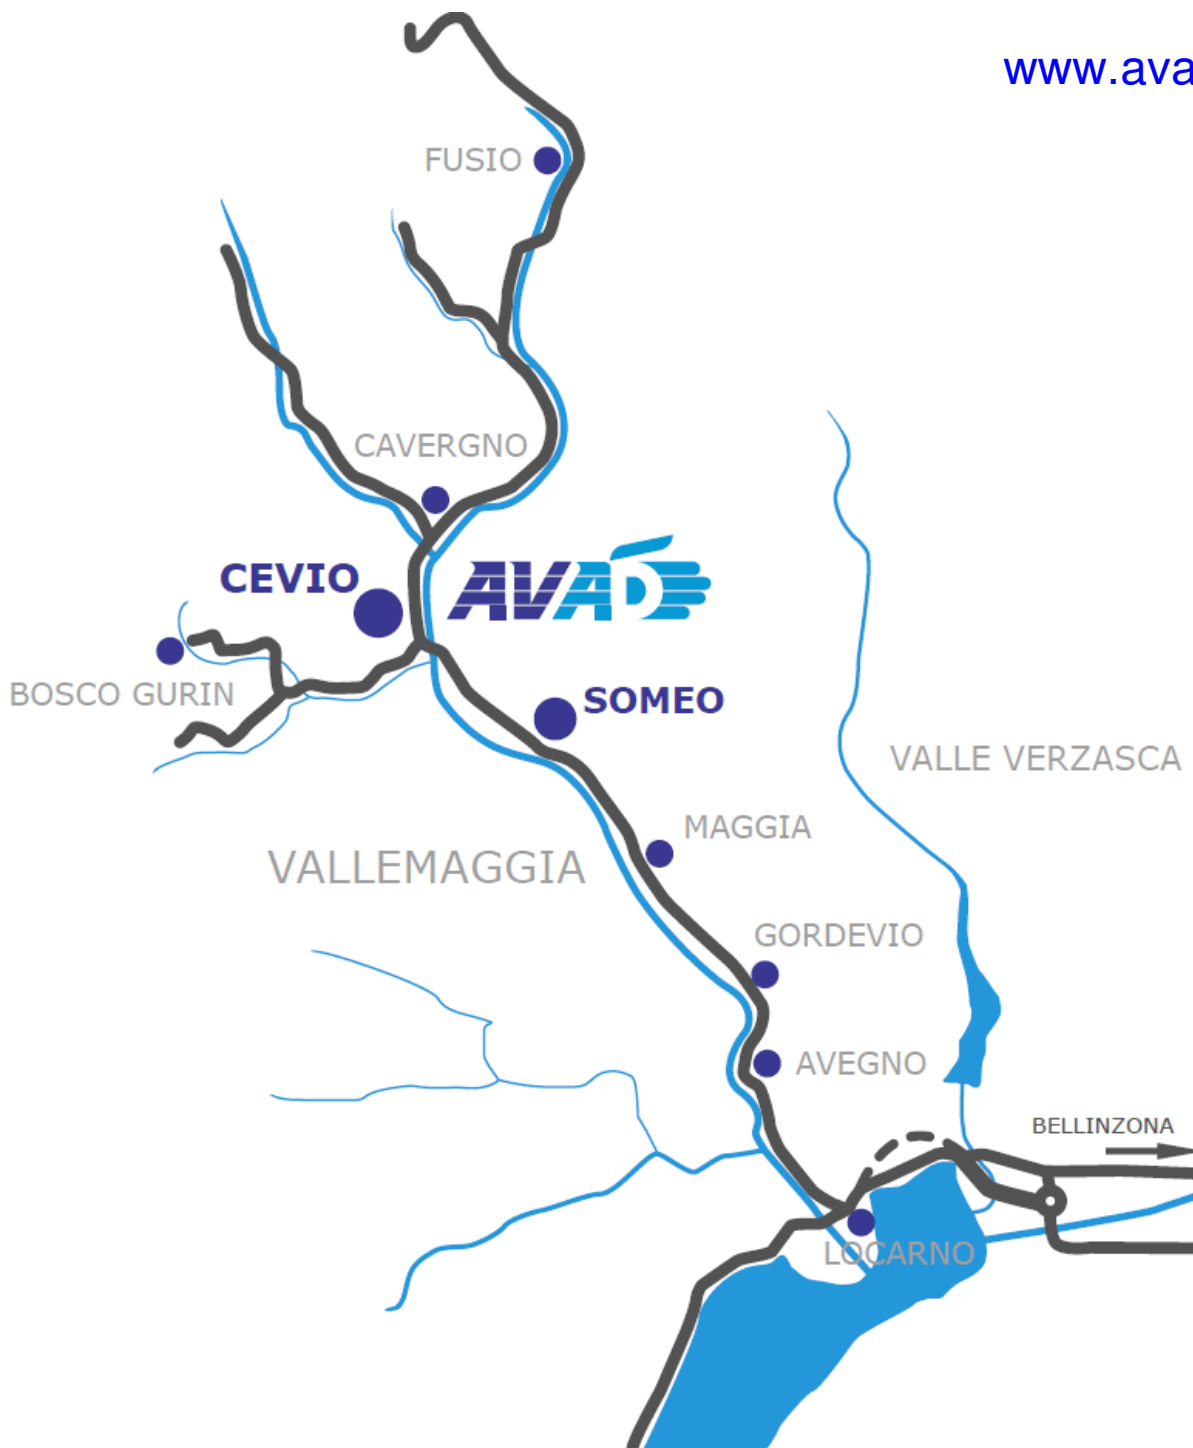 www.ava
FUSIO
CAVERGNO
CEVIO
AVAD
BOSCO GURIN
SOMEO
VALLE VERZASCA
MAGGIA
VALLEMAGGIA
GORDEVIO
AVEGNO
BELLINZONA
LOCARNO